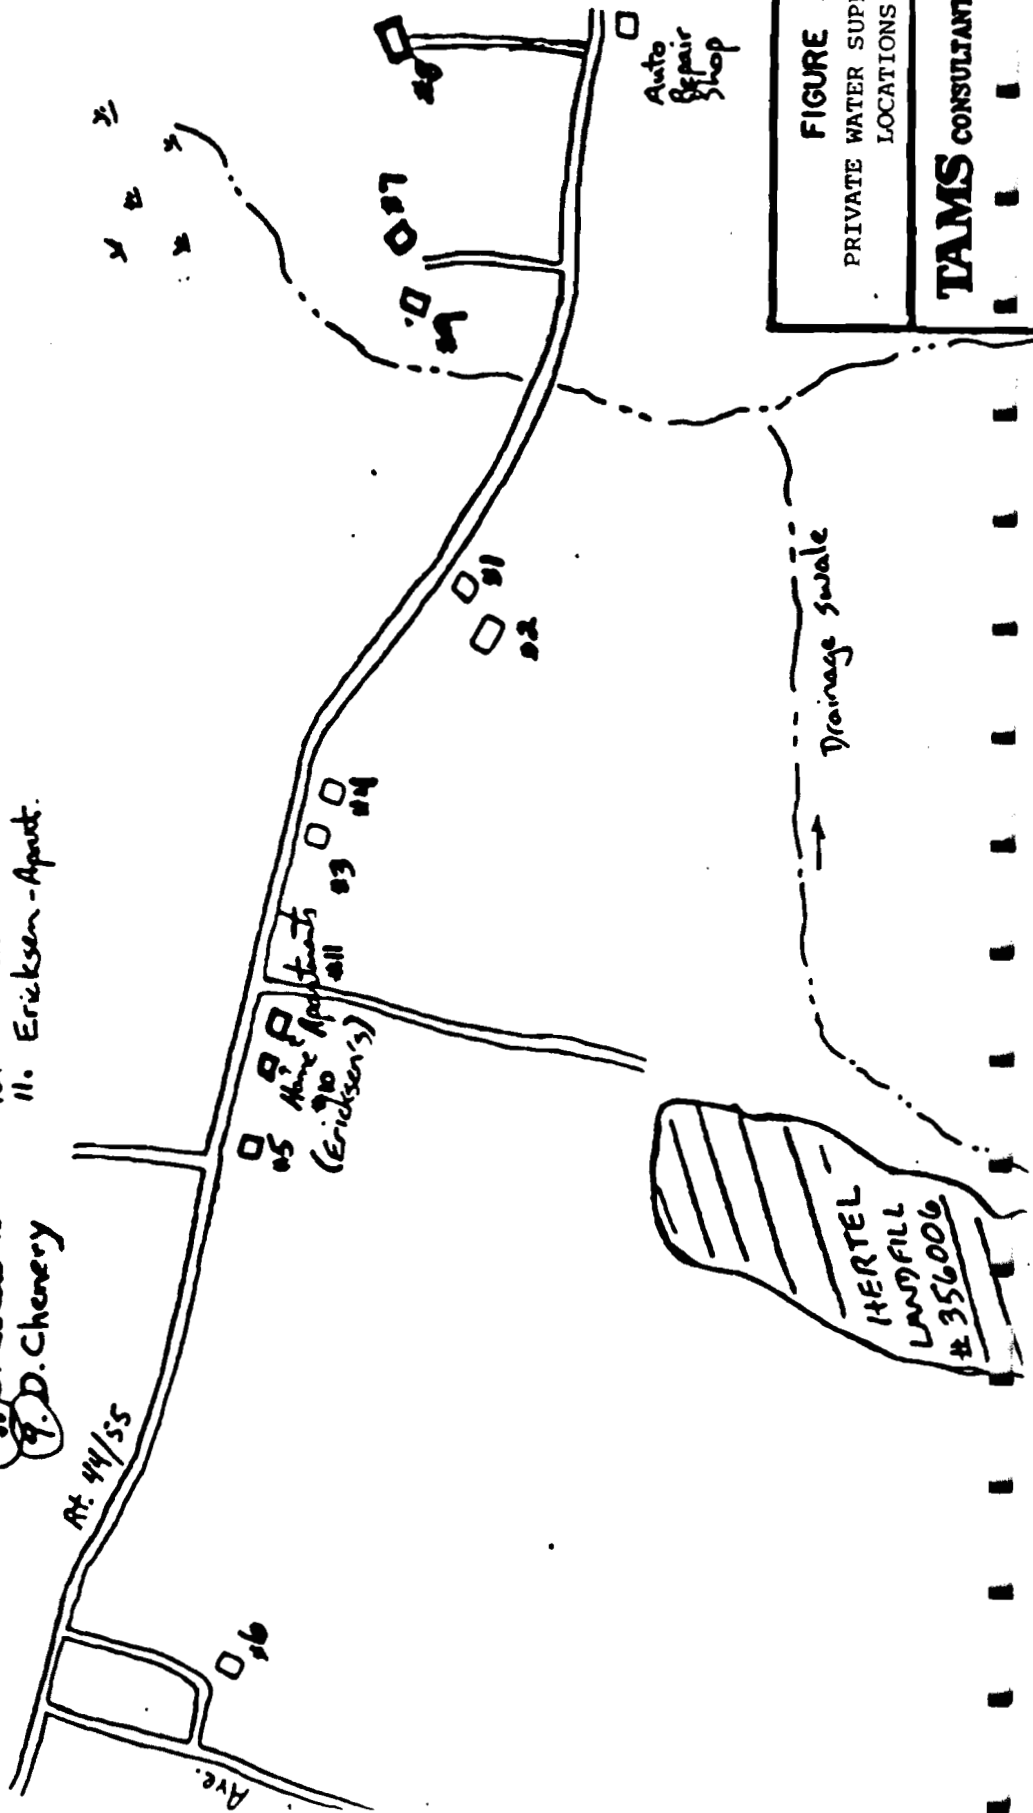 9. D. Chenery
11. Ericksen-Apmt.
Rt. 44/55
Ave.
#6
#5
Home &
#10
(Ericksen's)
Apartments
#11
#3
#4
#2
#1
#9
#7
#8
Auto
Repair
Shop
Drainage Swale
HERTEL
LANDFILL
# 356006
FIGURE
PRIVATE WATER SUP
LOCATIONS
TAMS CONSULTANT